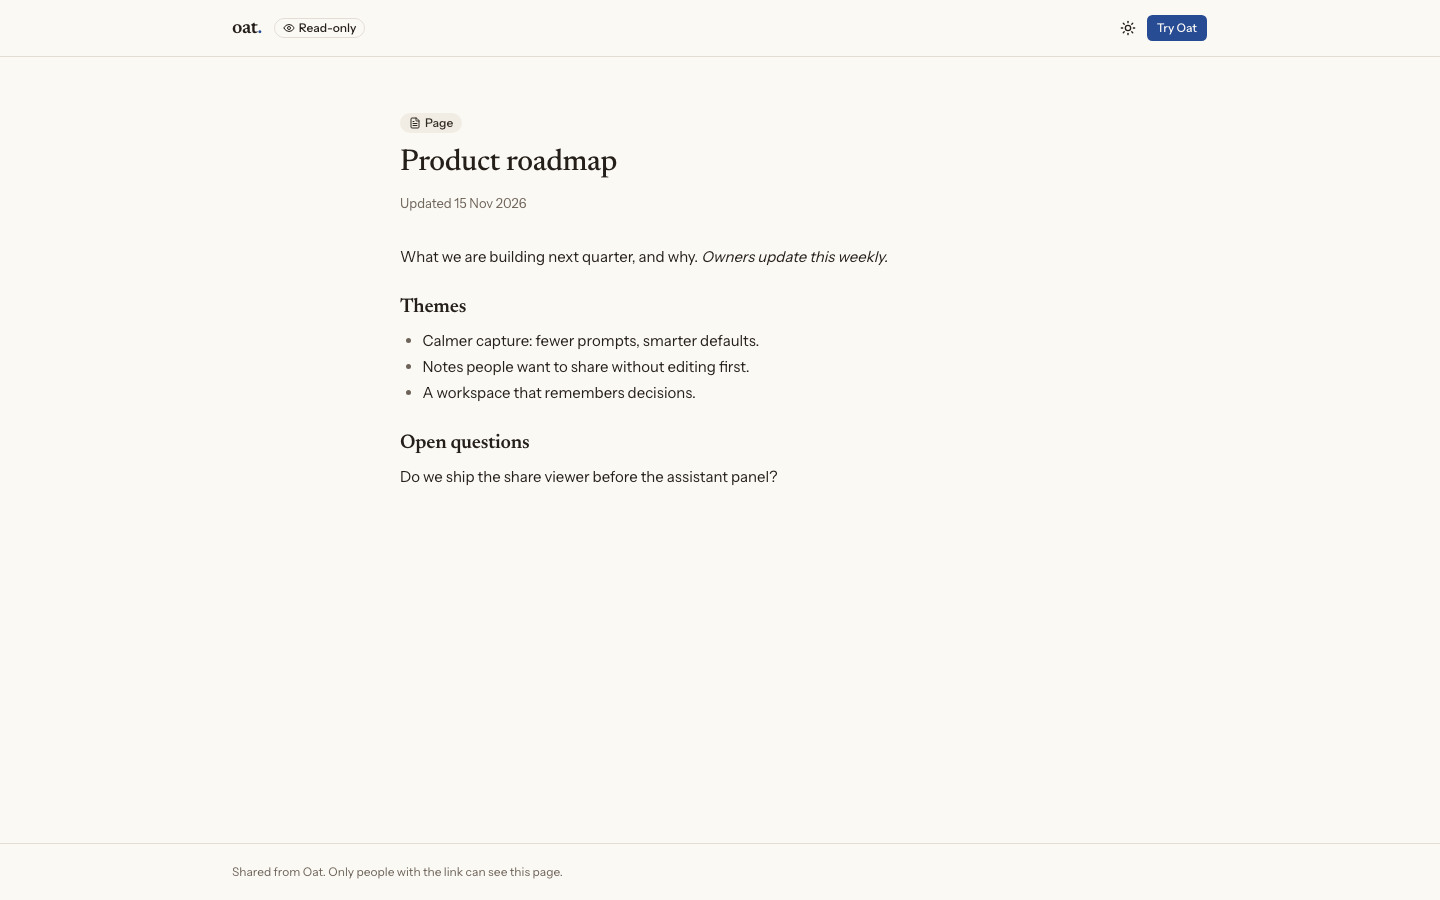 oat.
Read-only
Try Oat
Page
Product roadmap
Updated 15 Nov 2026
What we are building next quarter, and why. Owners update this weekly.
Themes
Calmer capture: fewer prompts, smarter defaults.
Notes people want to share without editing first.
A workspace that remembers decisions.
Open questions
Do we ship the share viewer before the assistant panel?
Shared from Oat. Only people with the link can see this page.